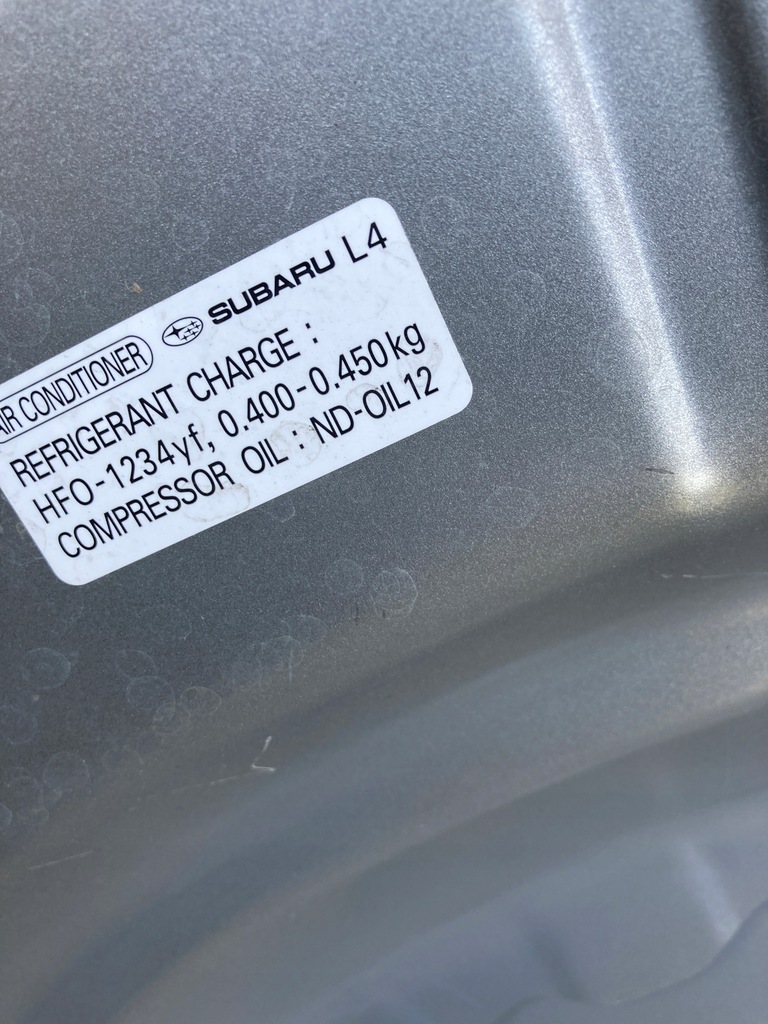 AIR CONDITIONER SUBARU L4
REFRIGERANT CHARGE :
HFO-1234yf, 0.400-0.450kg
COMPRESSOR OIL : ND-OIL12